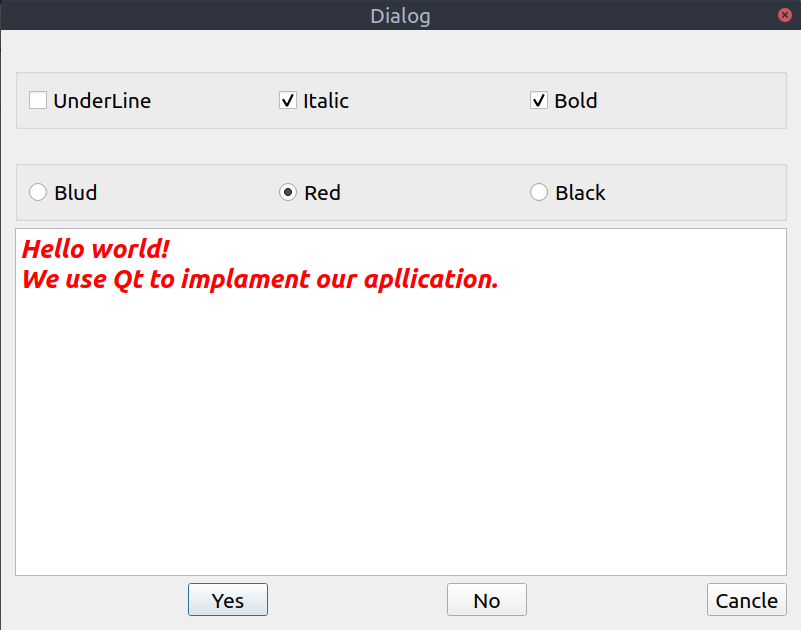 Dialog
UnderLine Italic Bold
Blud Red Black
Hello world!
We use Qt to implament our apllication.
Yes No Cancle